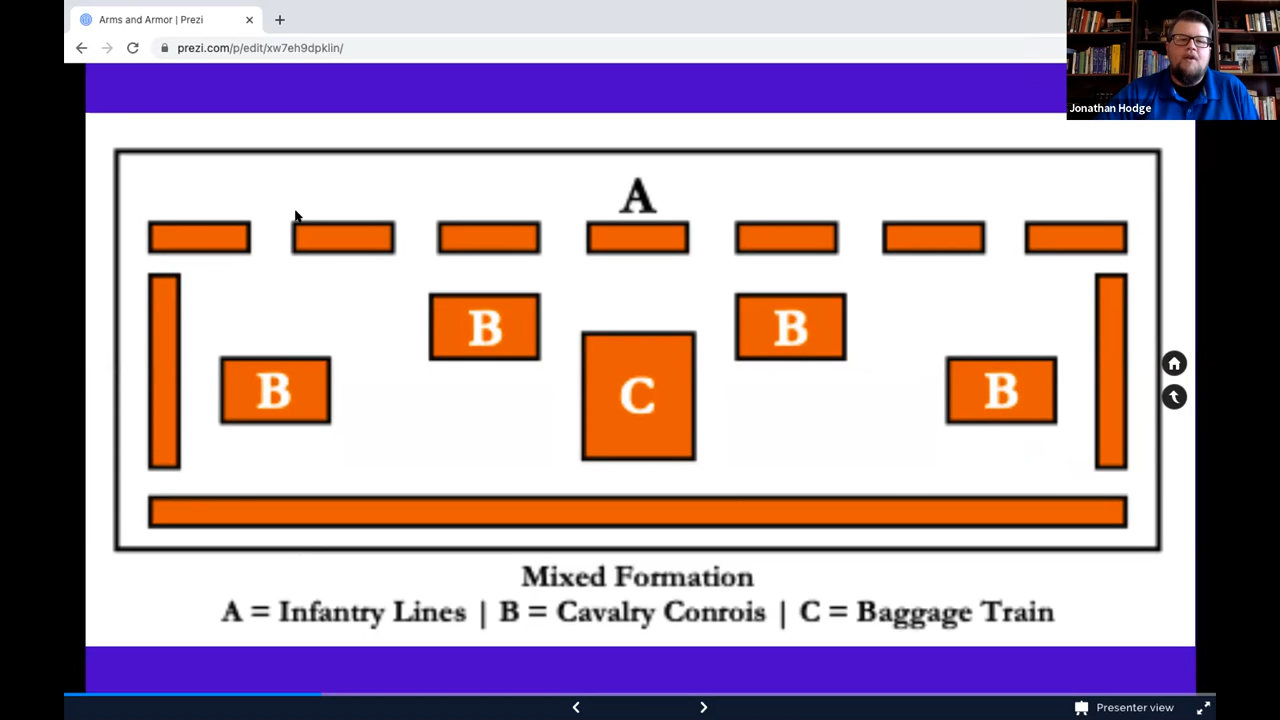 Arms and Armor | Prezi
prezi.com/p/edit/xw7eh9dpklin/
Jonathan Hodge
A
B
B
B
C
B
Mixed Formation
A = Infantry Lines | B = Cavalry Conrois | C = Baggage Train
Presenter view